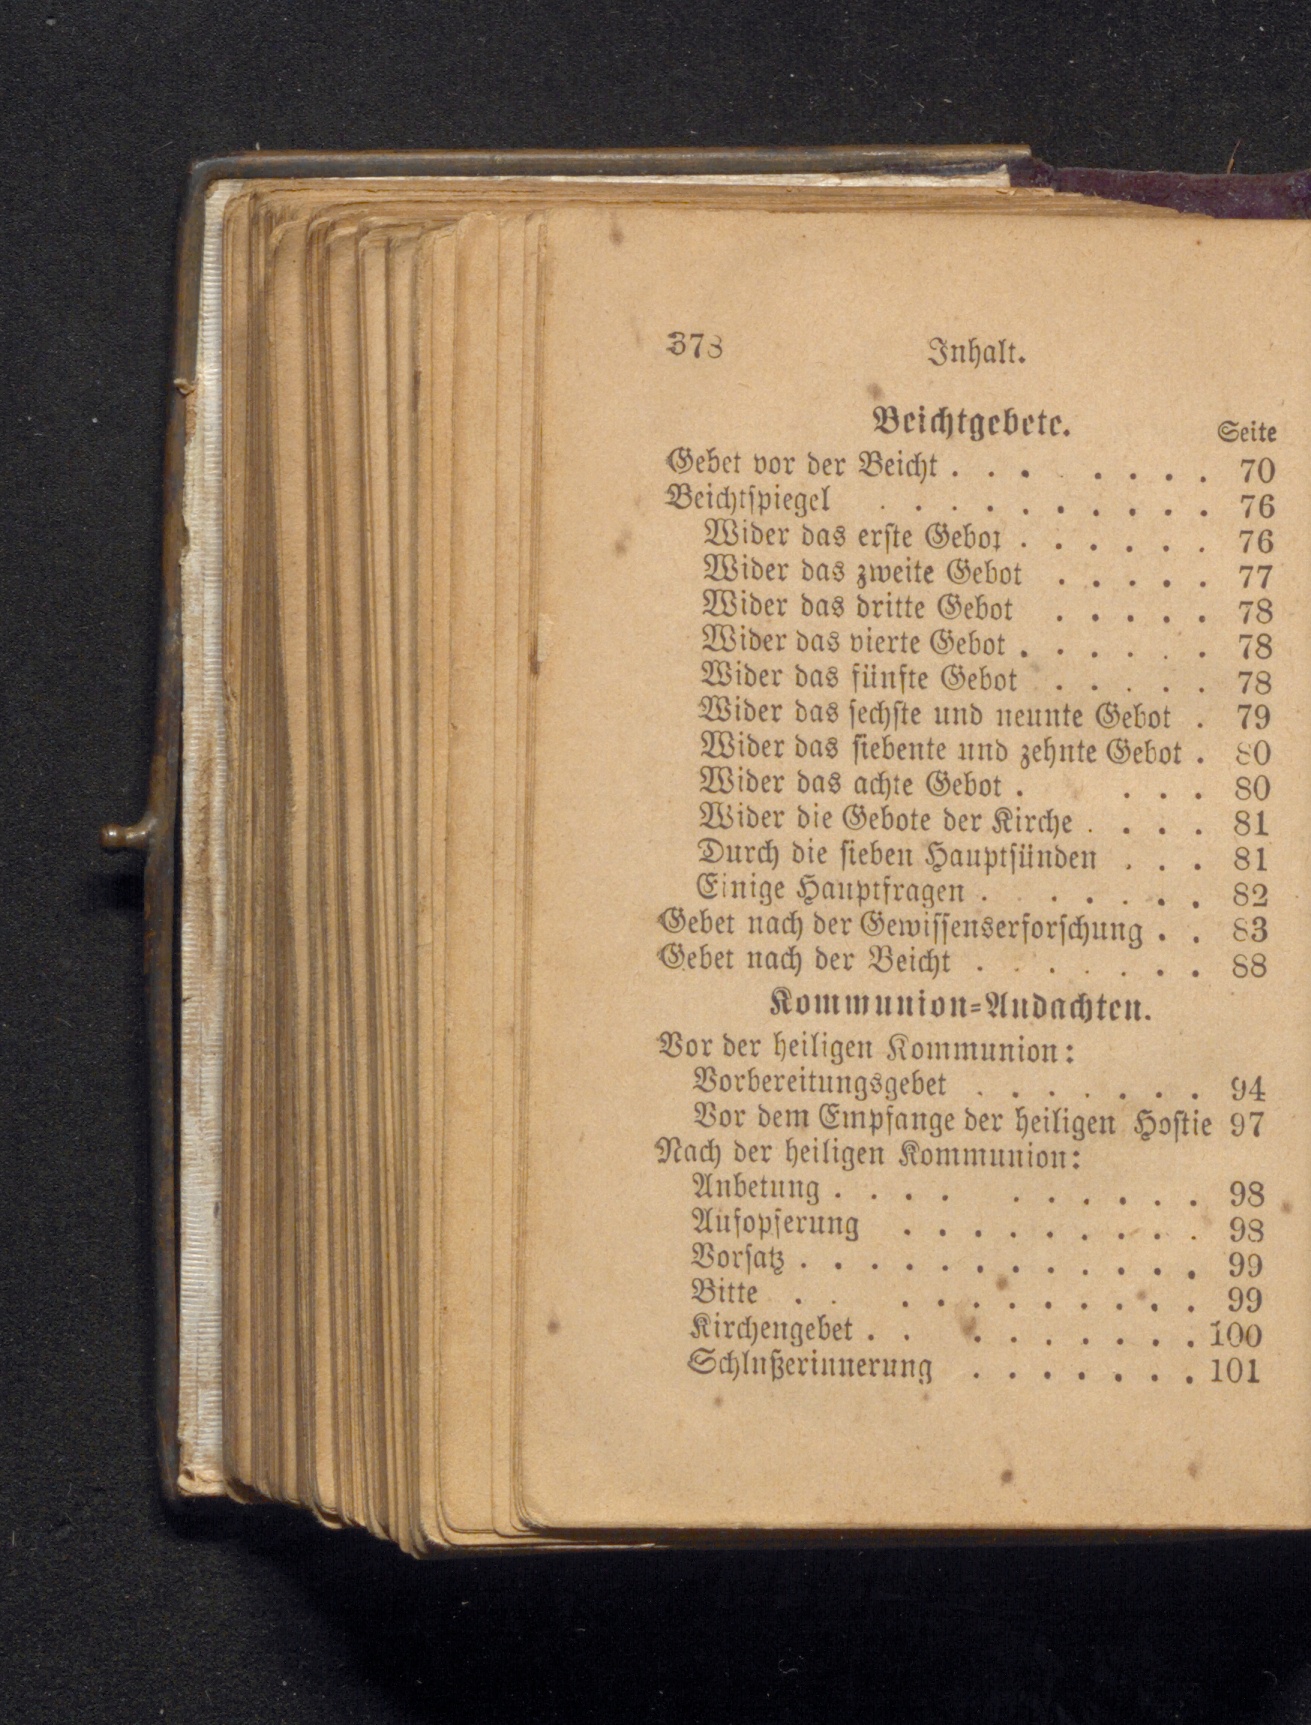 378 Inhalt.
Beichtgebete.
Seite
Gebet vor der Beicht . . . . . . . 70
Beichtspiegel . . . . . . . . . . 76
Wider das erste Gebot . . . . . . 76
Wider das zweite Gebot . . . . . 77
Wider das dritte Gebot . . . . . 78
Wider das vierte Gebot . . . . . . 78
Wider das fünfte Gebot . . . . . 78
Wider das sechste und neunte Gebot . 79
Wider das siebente und zehnte Gebot . 80
Wider das achte Gebot . . . . 80
Wider die Gebote der Kirche . . . . 81
Durch die sieben Hauptsünden . . . 81
Einige Hauptfragen . . . . . . 82
Gebet nach der Gewissenserforschung . . 83
Gebet nach der Beicht . . . . . . . 88
Kommunion-Andachten.
Vor der heiligen Kommunion:
Vorbereitungsgebet . . . . . . . 94
Vor dem Empfange der heiligen Hostie 97
Nach der heiligen Kommunion:
Anbetung . . . . . . . . . . 98
Aufopferung . . . . . . . . . 98
Vorsatz . . . . . . . . . . . . 99
Bitte . . . . . . . . . . . 99
Kirchengebet . . . . . . . . . 100
Schlußerinnerung . . . . . . . 101